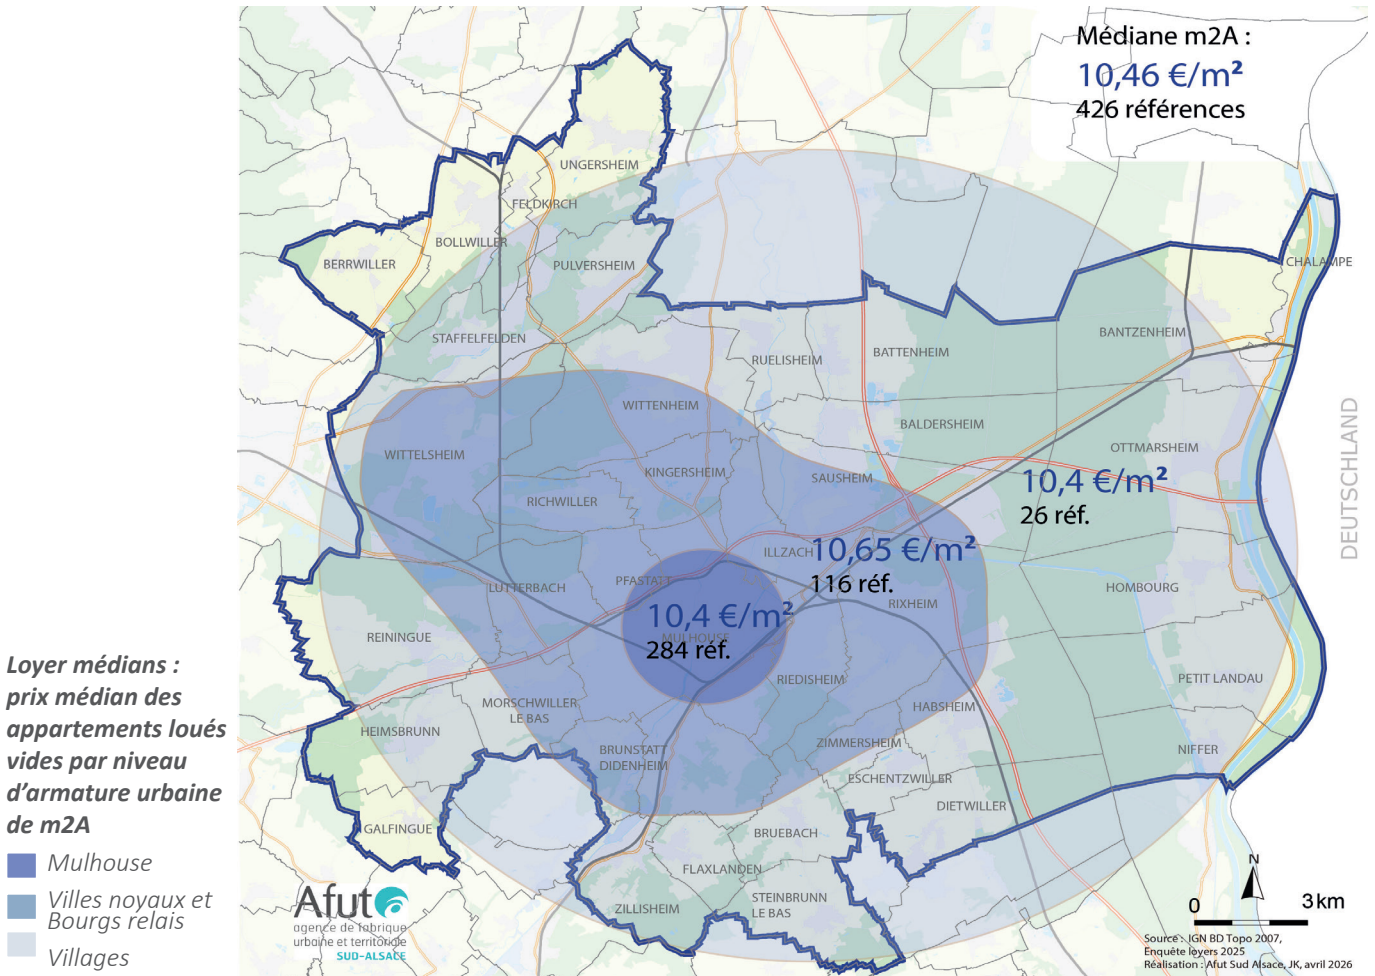 Médiane m2A :
10,46 €/m²
426 références
UNGERSHEIM
FELDKIRCH
BOLLWILLER
BERRWILLER
PULVERSHEIM
CHALAMPE
STAFFELFELDEN
BANTZENHEIM
RUELISHEIM
BATTENHEIM
WITTENHEIM
BALDERSHEIM
WITTELSHEIM
OTTMARSHEIM
KINGERSHEIM
SAUSHEIM
10,4 €/m²
26 réf.
RICHWILLER
DEUTSCHLAND
ILLZACH
10,65 €/m²
116 réf.
LUTTERBACH
PFASTATT
HOMBOURG
RIXHEIM
10,4 €/m²
MULHOUSE
284 réf.
REININGUE
RIEDISHEIM
PETIT LANDAU
MORSCHWILLER
LE BAS
HABSHEIM
HEIMSBRUNN
ZIMMERSHEIM
NIFFER
BRUNSTATT
DIDENHEIM
ESCHENTZWILLER
DIETWILLER
GALFINGUE
BRUEBACH
FLAXLANDEN
STEINBRUNN
LE BAS
ZILLISHEIM
Loyer médians :
prix médian des
appartements loués
vides par niveau
d'armature urbaine
de m2A
Mulhouse
Villes noyaux et
Bourgs relais
Villages
Afut
agence de fabrique
urbaine et territoriale
SUD-ALSACE
N
0 3 km
Source : IGN BD Topo 2007,
Enquête loyers 2025
Réalisation : Afut Sud Alsace, JK, avril 2026